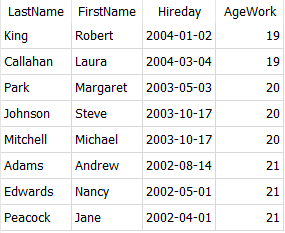 LastName FirstName Hireday AgeWork
King Robert 2004-01-02 19
Callahan Laura 2004-03-04 19
Park Margaret 2003-05-03 20
Johnson Steve 2003-10-17 20
Mitchell Michael 2003-10-17 20
Adams Andrew 2002-08-14 21
Edwards Nancy 2002-05-01 21
Peacock Jane 2002-04-01 21